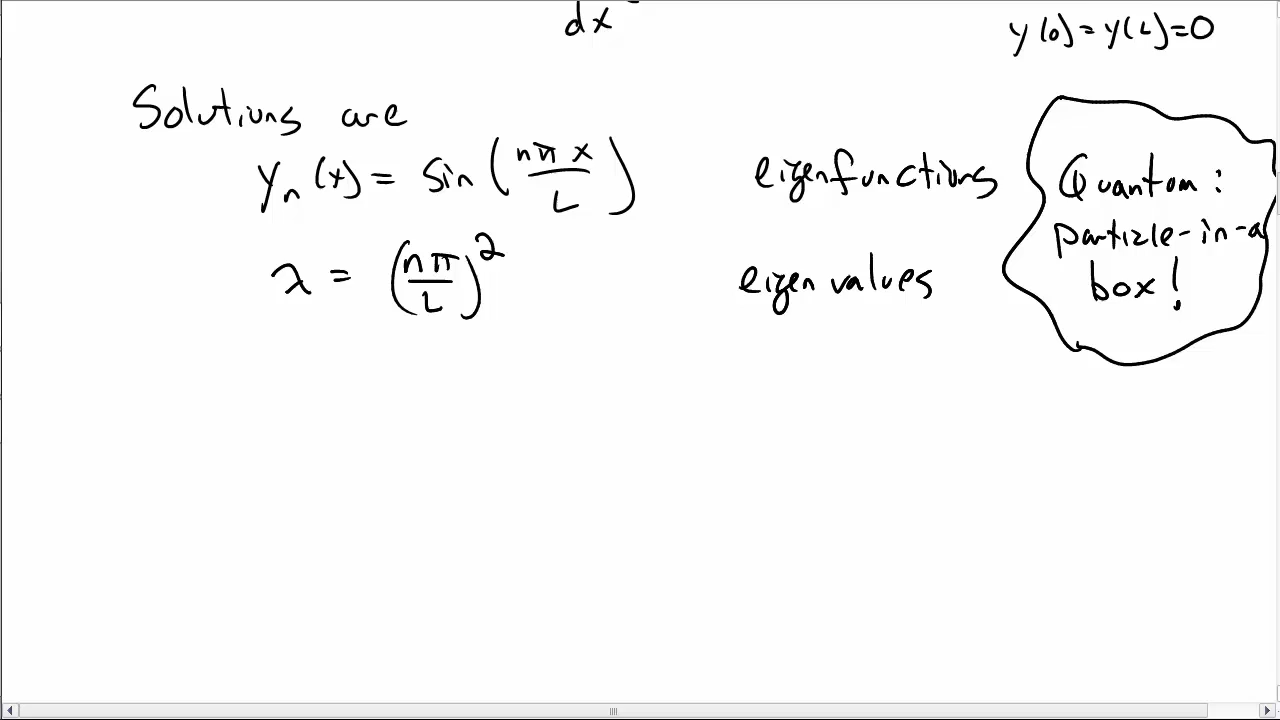 dx
y(0) = y(L) = 0
Solutions are
yₙ(x) = sin(nπx/L)
eigenfunctions
λ = (nπ/L)²
eigenvalues
Quantum:
particle-in-a
box!